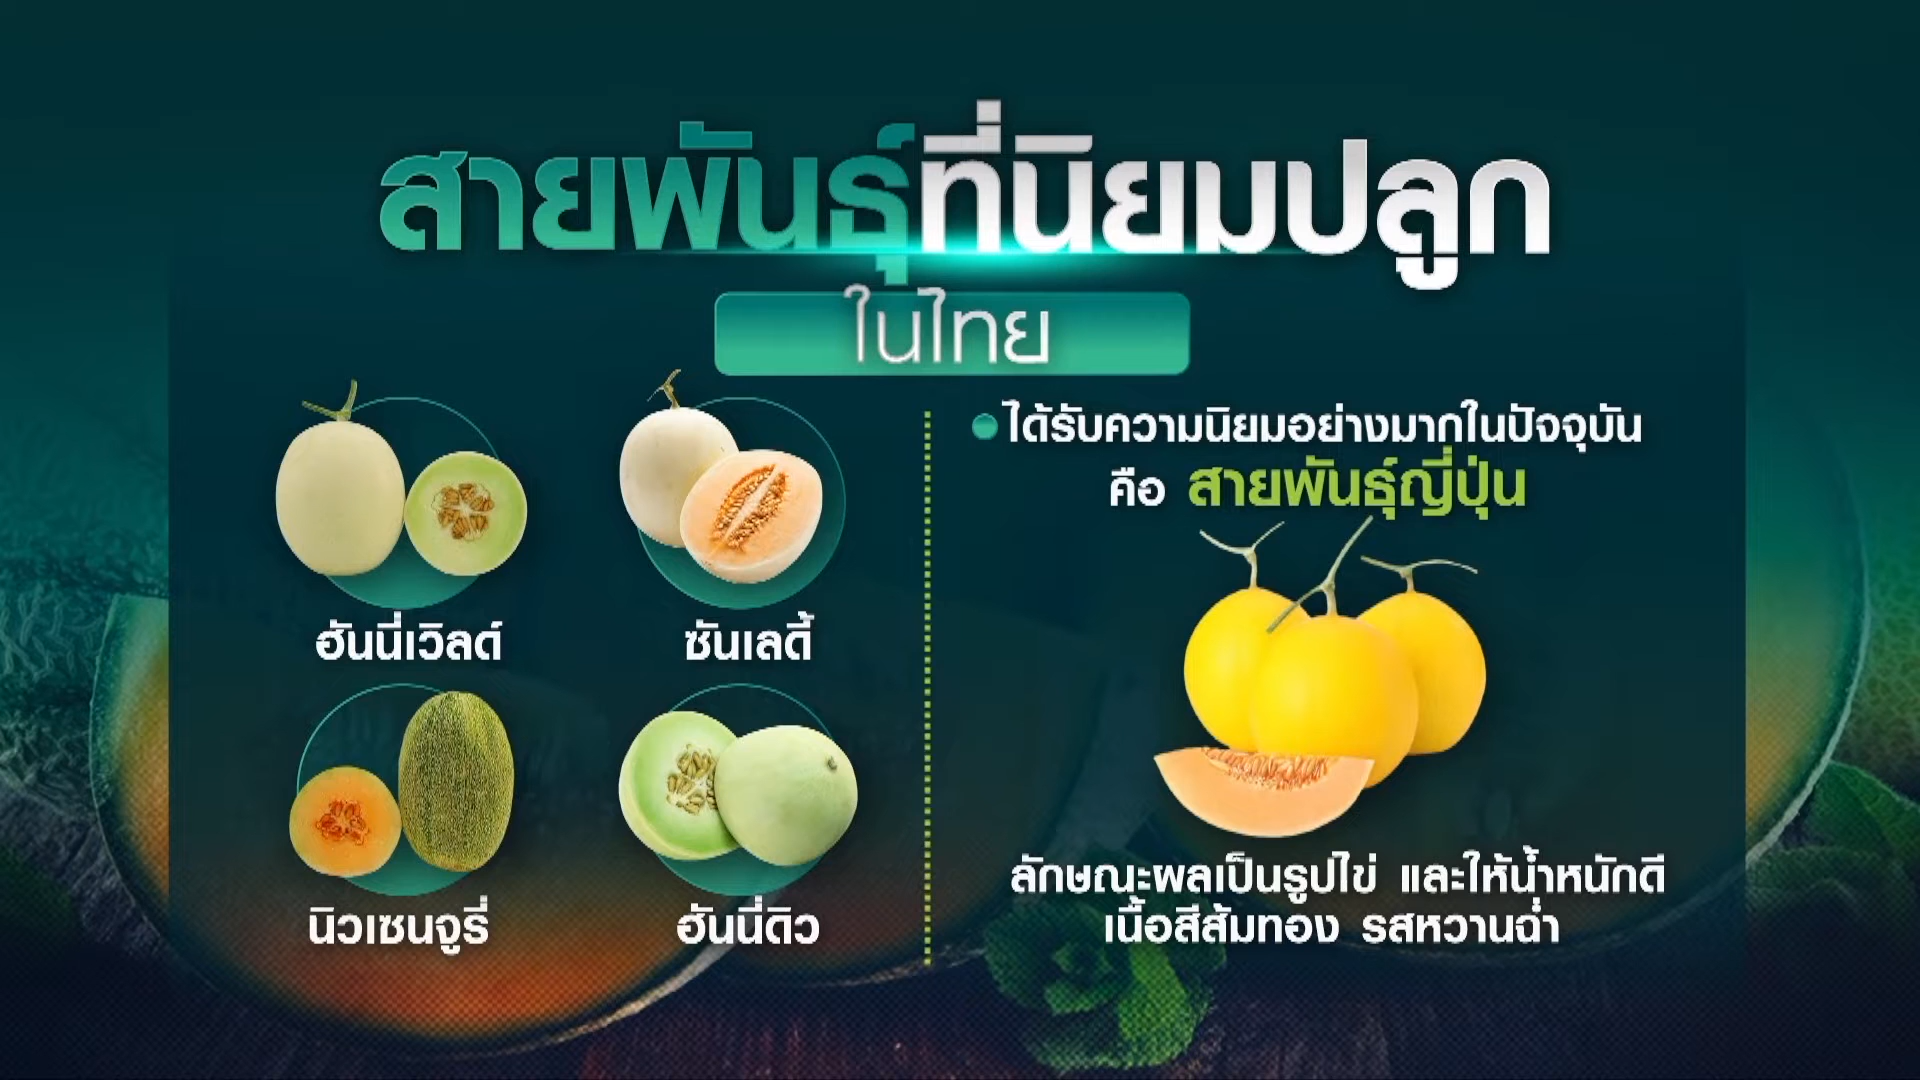 สายพันธุ์ที่นิยมปลูก
ในไทย
ฮันนี่เวิลด์
ซันเลดี้
นิวเซนจูรี่
ฮันนี่ดิว
ได้รับความนิยมอย่างมากในปัจจุบัน
คือ สายพันธุ์ญี่ปุ่น
ลักษณะผลเป็นรูปไข่ และให้น้ำหนักดี
เนื้อสีส้มทอง รสหวานฉ่ำ